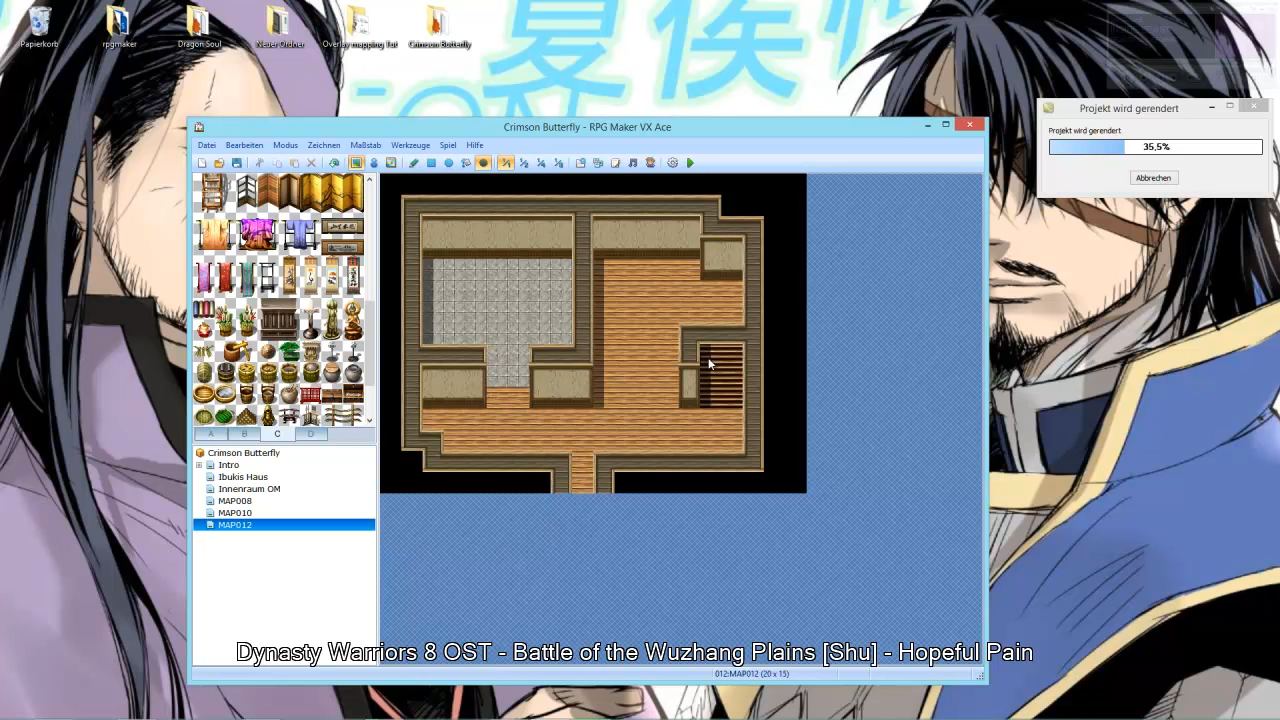 夏侯
Papierkorb
rpgmaker
Dragon Soul
Neuer Ordner
Overlay mapping Tut
Crimson Butterfly
Projekt wird gerendert
Projekt wird gerendert
35,5%
Abbrechen
Crimson Butterfly - RPG Maker VX Ace
Datei Bearbeiten Modus Zeichnen Maßstab Werkzeuge Spiel Hilfe
A B C D
Crimson Butterfly
Intro
Ibukis Haus
Innenraum OM
MAP008
MAP010
MAP012
Dynasty Warriors 8 OST - Battle of the Wuzhang Plains [Shu] - Hopeful Pain
012:MAP012 (20 x 15)